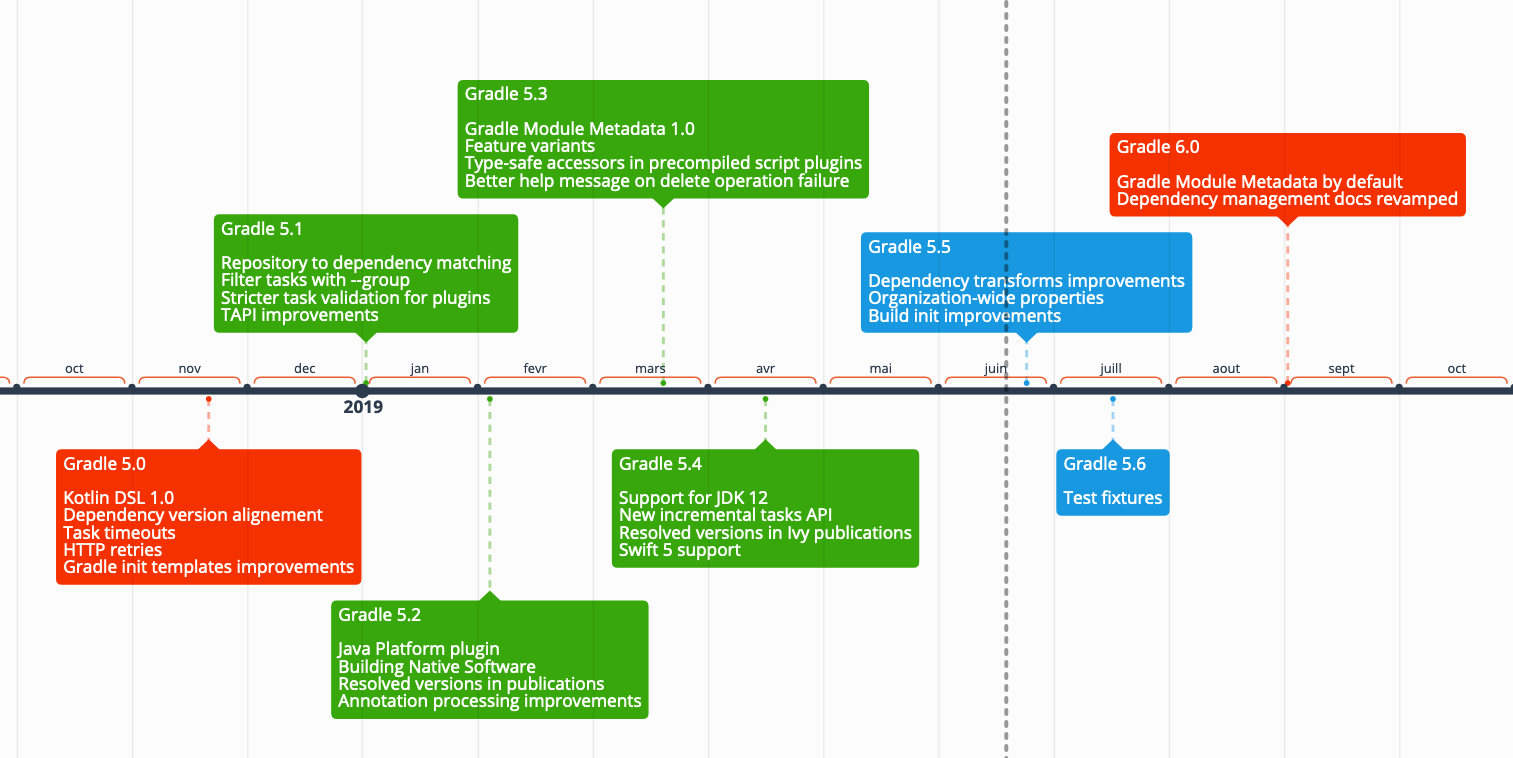 Gradle 5.3
Gradle Module Metadata 1.0
Feature variants
Type-safe accessors in precompiled script plugins
Better help message on delete operation failure
Gradle 6.0
Gradle Module Metadata by default
Dependency management docs revamped
Gradle 5.1
Repository to dependency matching
Filter tasks with --group
Stricter task validation for plugins
TAPI improvements
Gradle 5.5
Dependency transforms improvements
Organization-wide properties
Build init improvements
oct nov dec jan fevr mars avr mai juin juill aout sept oct
2019
Gradle 5.0
Kotlin DSL 1.0
Dependency version alignement
Task timeouts
HTTP retries
Gradle init templates improvements
Gradle 5.4
Support for JDK 12
New incremental tasks API
Resolved versions in Ivy publications
Swift 5 support
Gradle 5.6
Test fixtures
Gradle 5.2
Java Platform plugin
Building Native Software
Resolved versions in publications
Annotation processing improvements